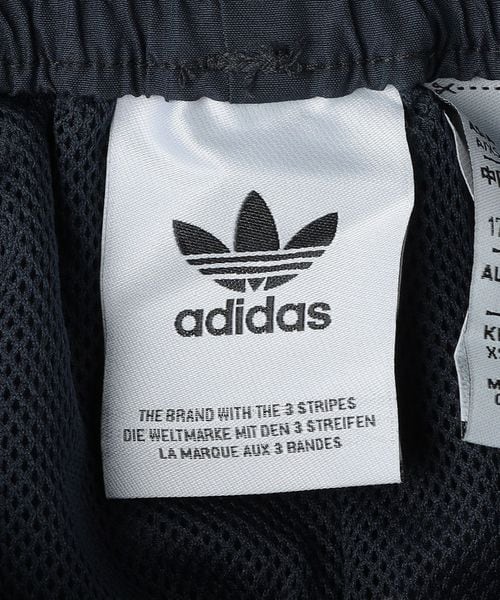 adidas
THE BRAND WITH THE 3 STRIPES
DIE WELTMARKE MIT DEN 3 STREIFEN
LA MARQUE AUX 3 BANDES